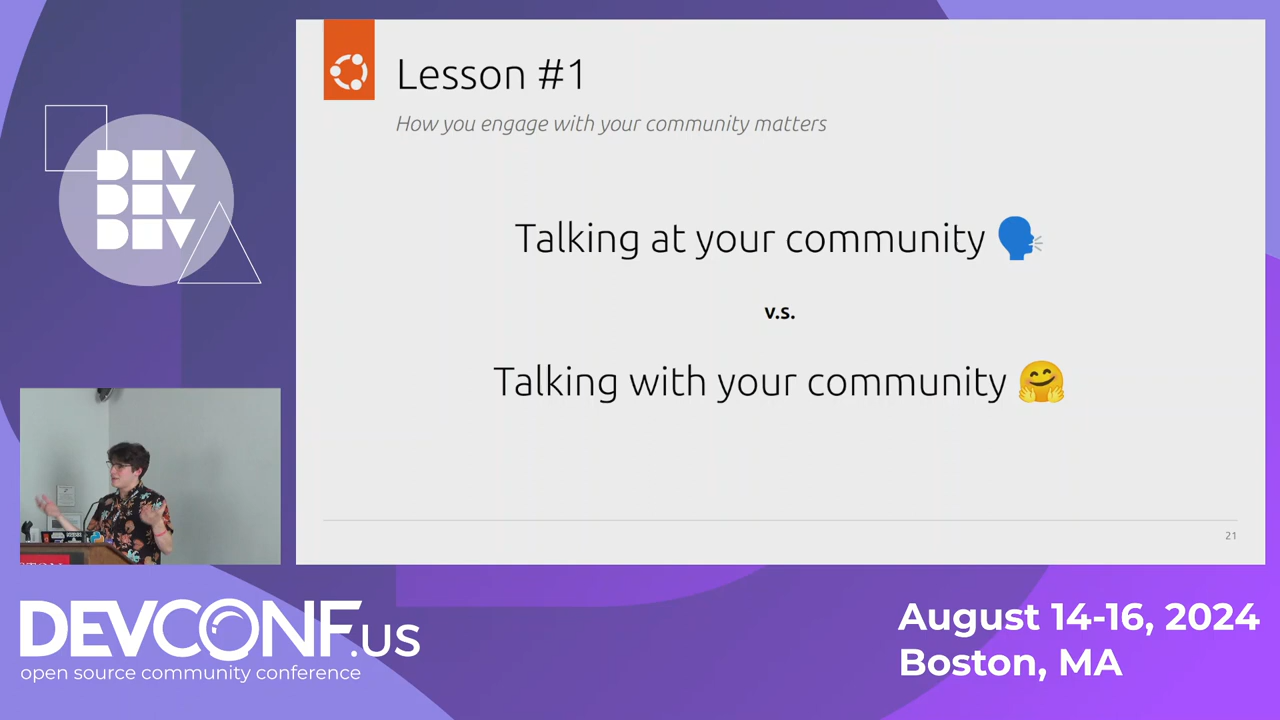 DEV
DEV
DEV
Lesson #1
How you engage with your community matters
Talking at your community 🗣
v.s.
Talking with your community 🤗
21
DEVCONF.US
open source community conference
August 14-16, 2024
Boston, MA